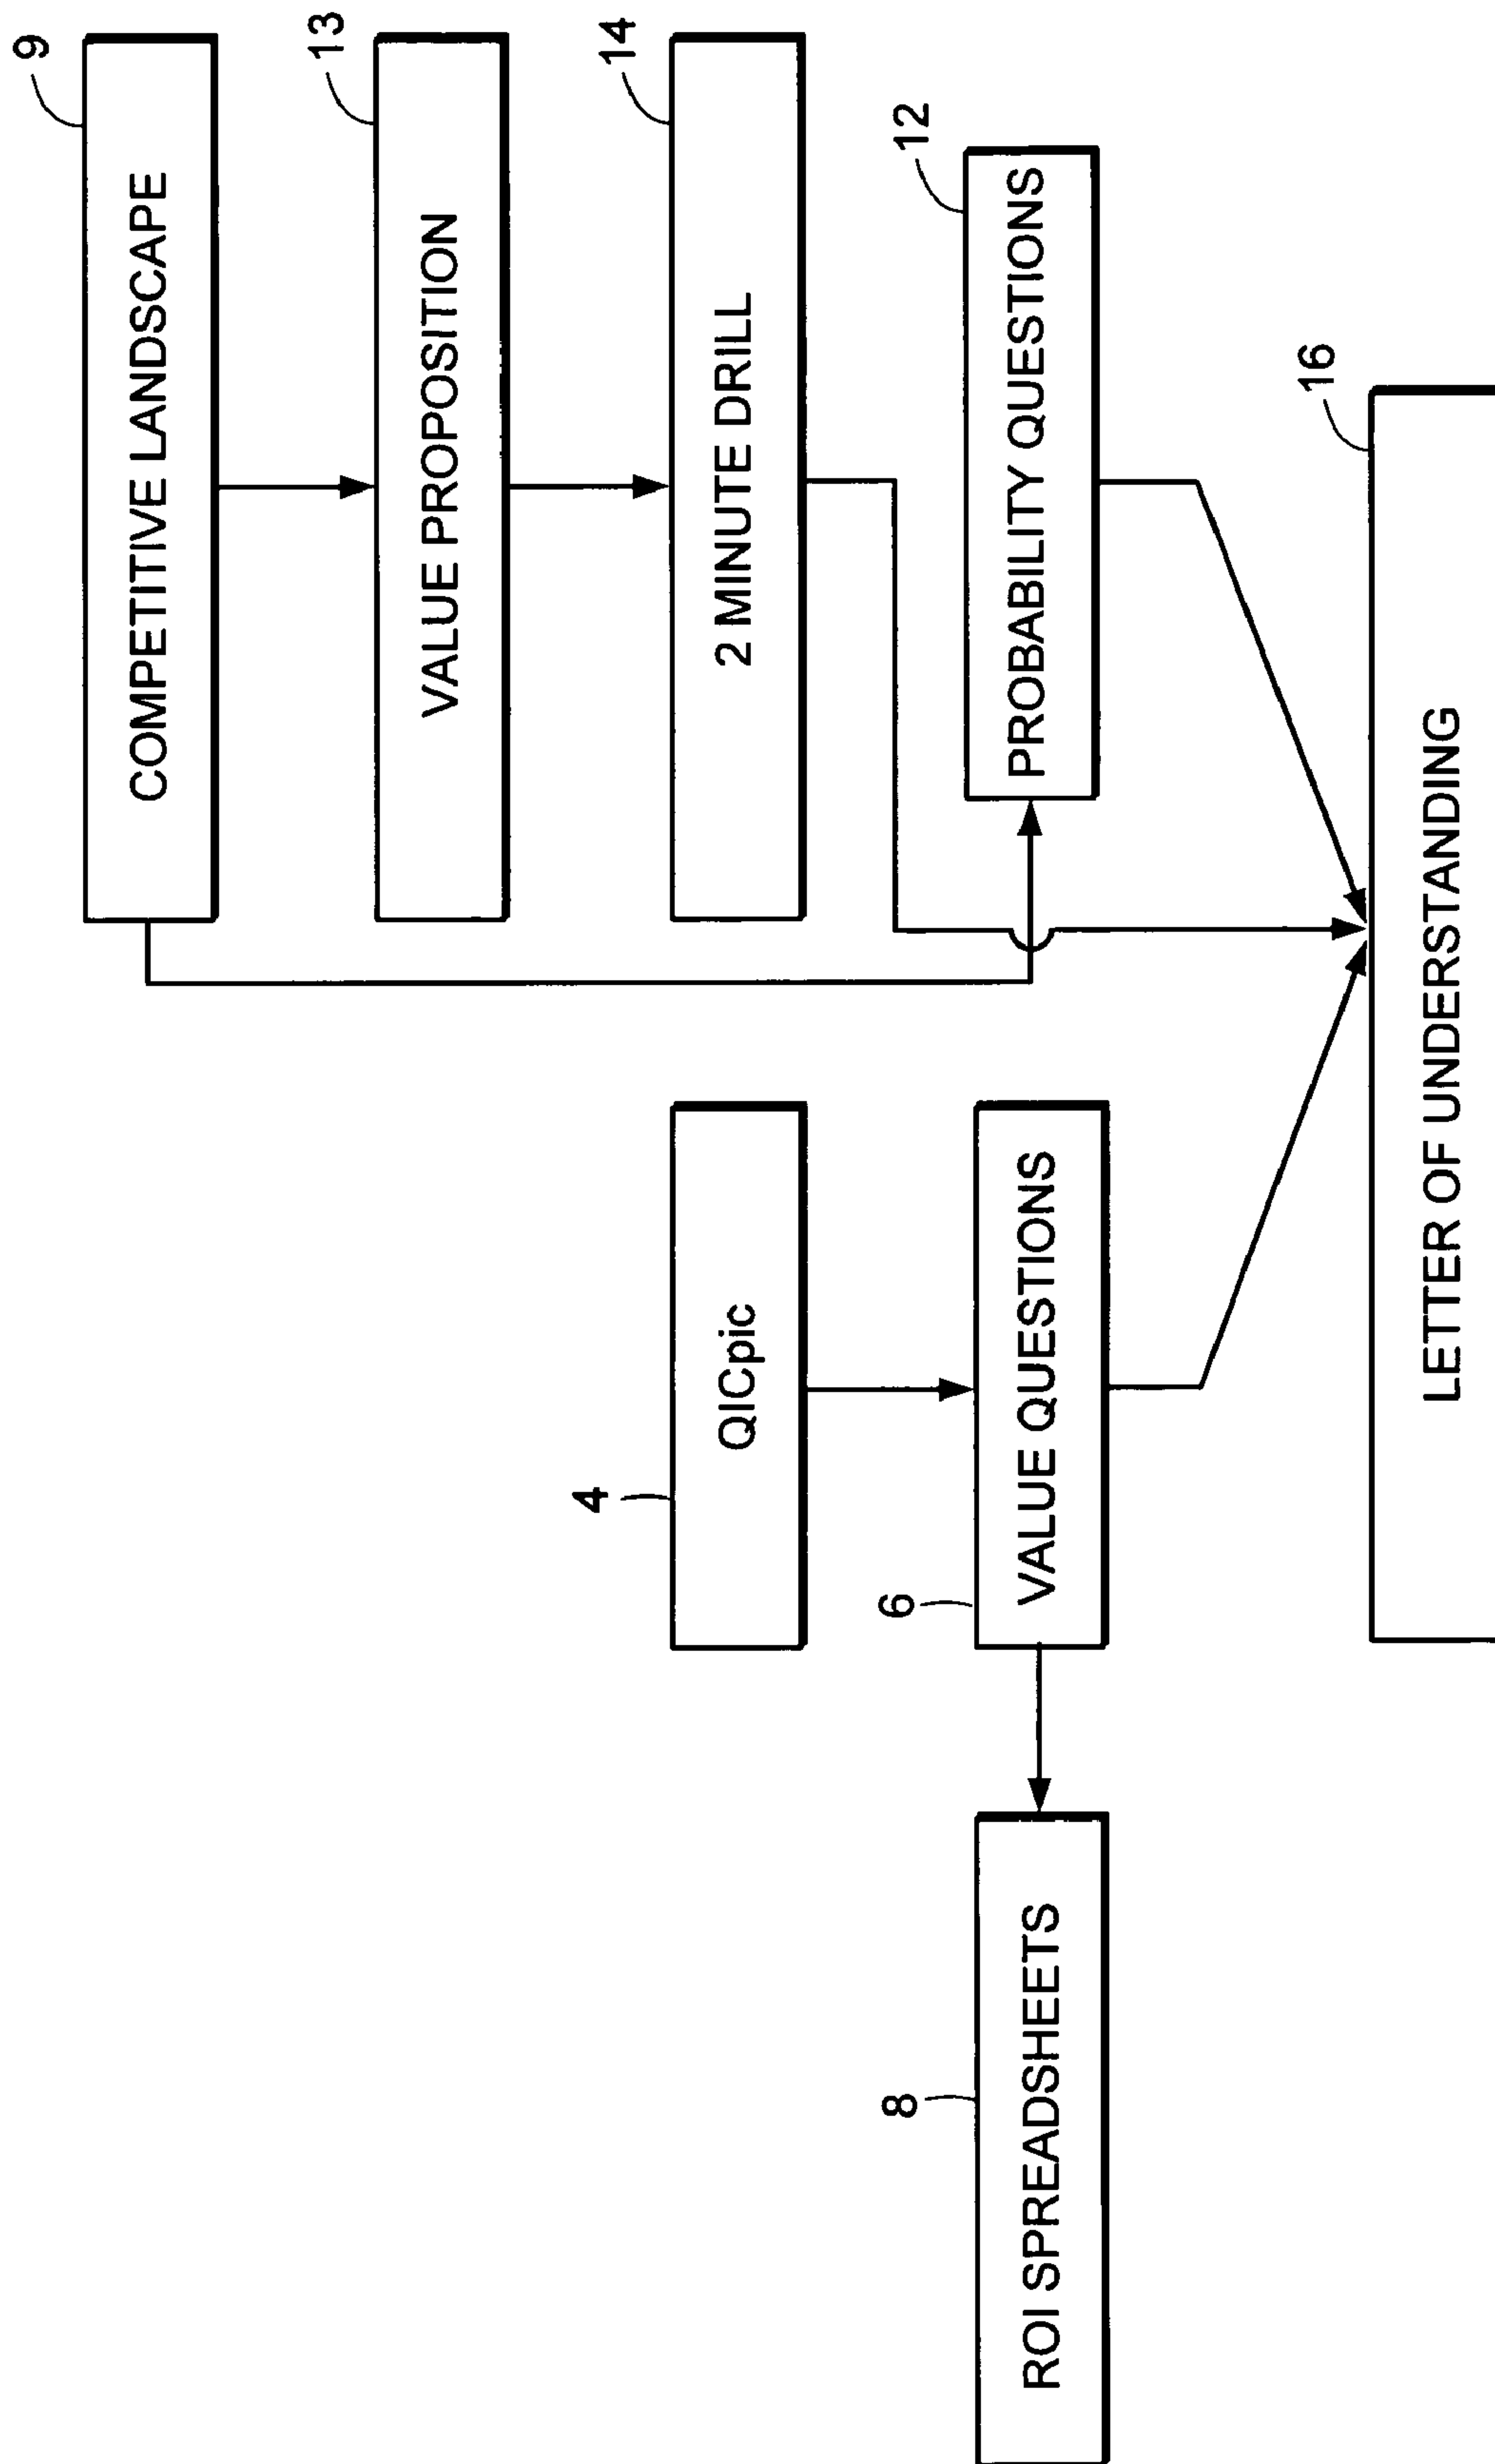 9
COMPETITIVE LANDSCAPE
13
VALUE PROPOSITION
4
14
QICpic
2 MINUTE DRILL
8
6
12
ROI SPREADSHEETS
VALUE QUESTIONS
PROBABILITY QUESTIONS
16
LETTER OF UNDERSTANDING